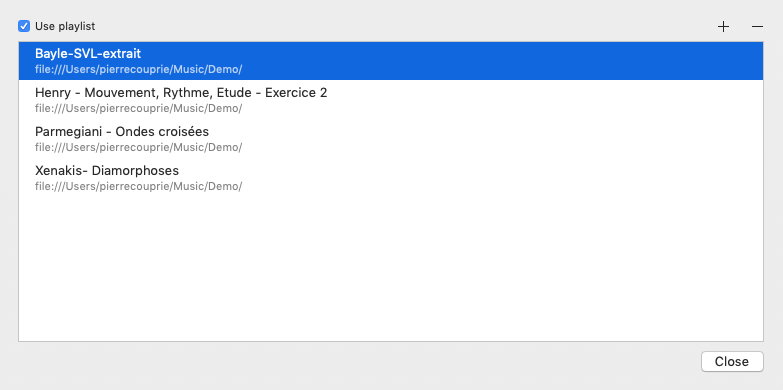 Use playlist
Bayle-SVL-extrait
file:///Users/pierrecouprie/Music/Demo/
Henry - Mouvement, Rythme, Etude - Exercice 2
file:///Users/pierrecouprie/Music/Demo/
Parmegiani - Ondes croisées
file:///Users/pierrecouprie/Music/Demo/
Xenakis- Diamorphoses
file:///Users/pierrecouprie/Music/Demo/
Close